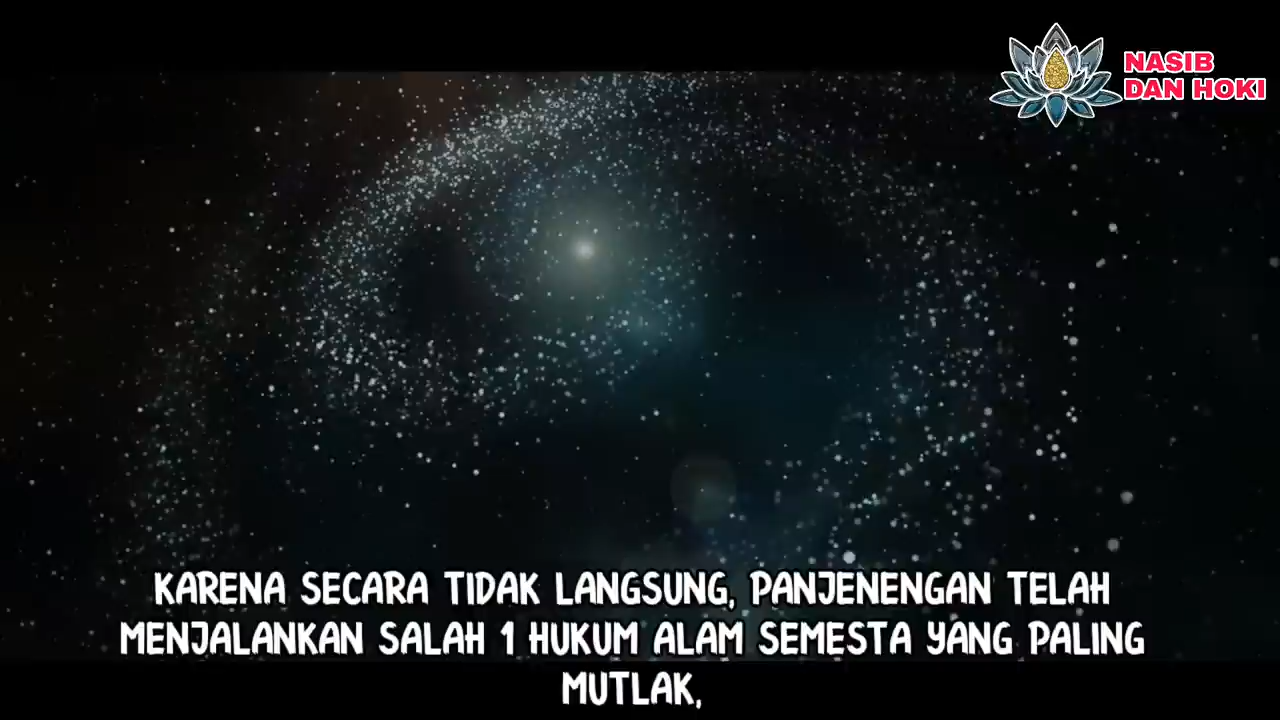 NASIB
DAN HOKI
KARENA SECARA TIDAK LANGSUNG, PANJENENGAN TELAH
MENJALANKAN SALAH 1 HUKUM ALAM SEMESTA YANG PALING
MUTLAK,